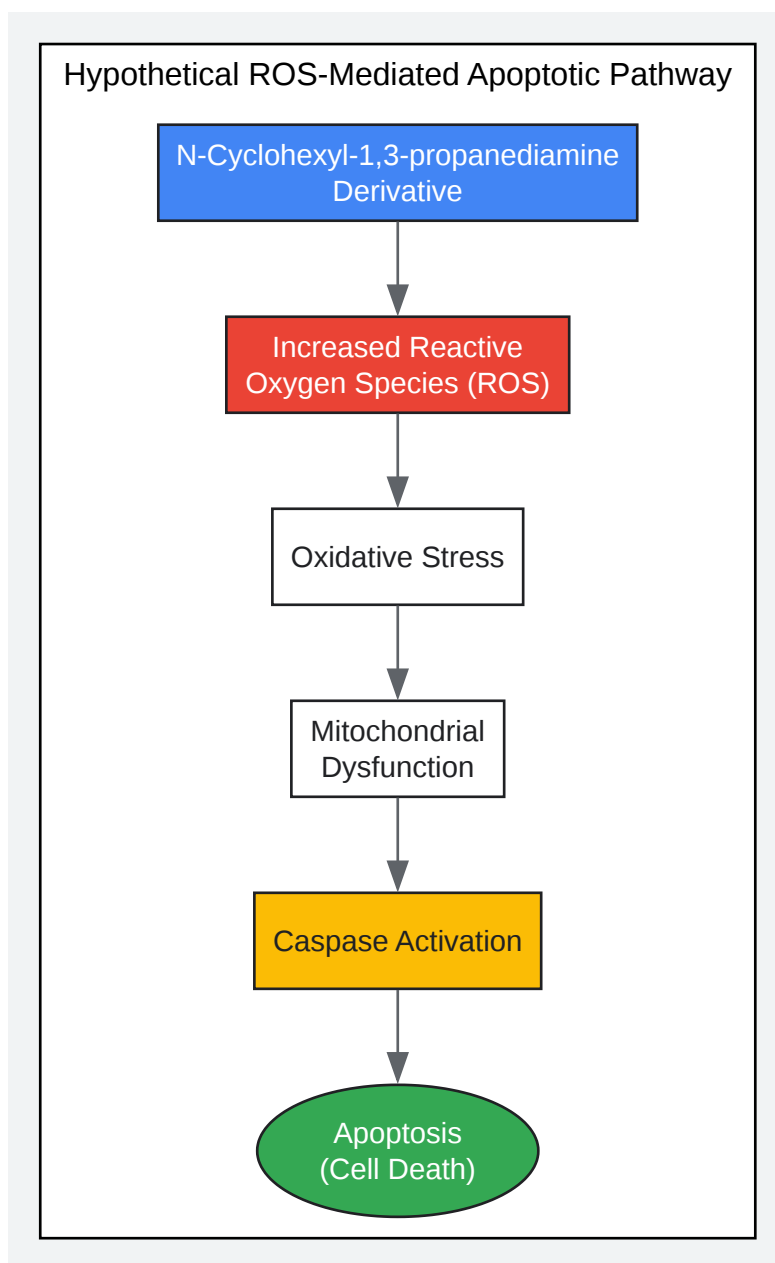 Hypothetical ROS-Mediated Apoptotic Pathway
N-Cyclohexyl-1,3-propanediamine
Derivative
Increased Reactive
Oxygen Species (ROS)
Oxidative Stress
Mitochondrial
Dysfunction
Caspase Activation
Apoptosis
(Cell Death)